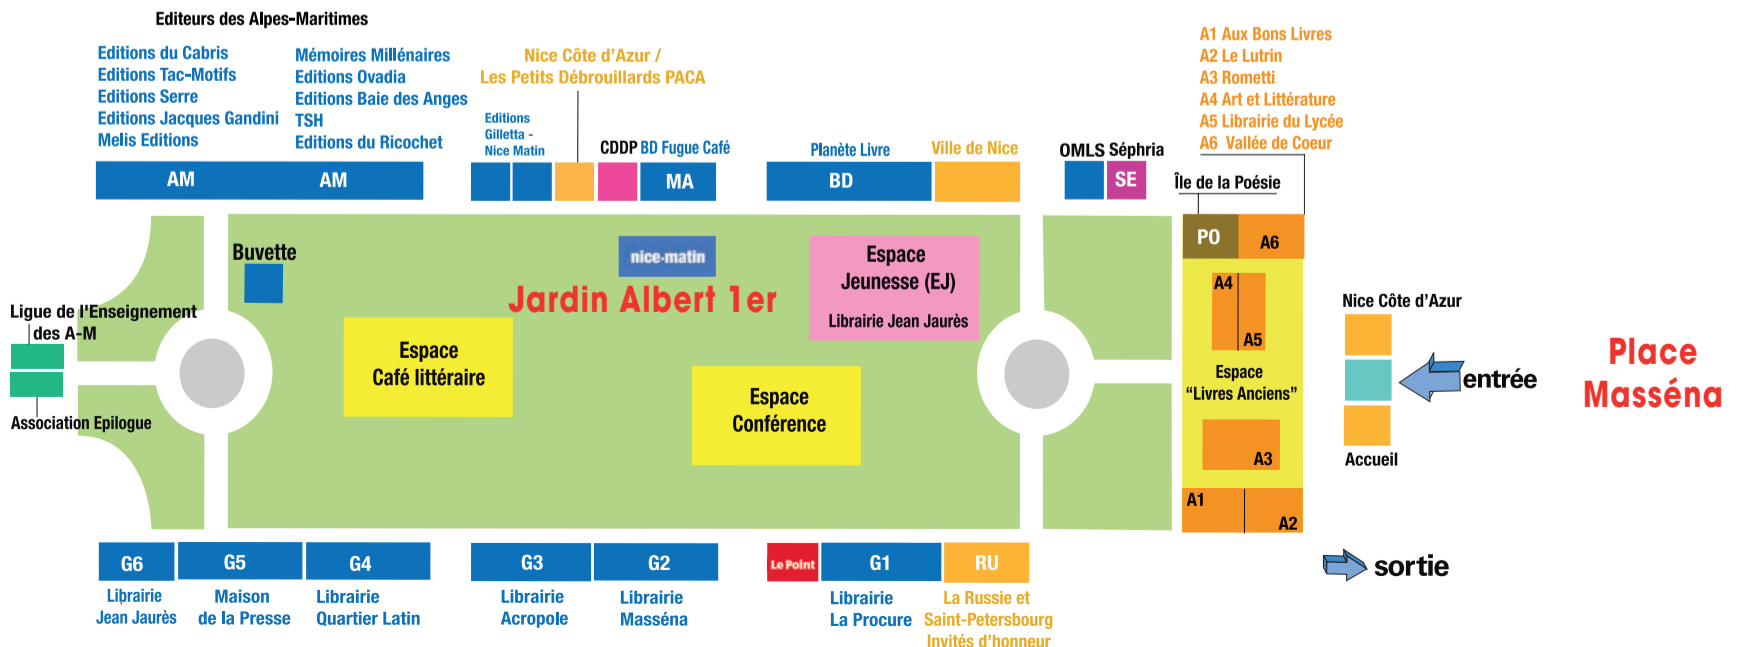 Editeurs des Alpes-Maritimes
Editions du Cabris
Editions Tac-Motifs
Editions Serre
Editions Jacques Gandini
Melis Editions
Mémoires Millénaires
Editions Ovadia
Editions Baie des Anges
TSH
Editions du Ricochet
Nice Côte d'Azur /
Les Petits Débrouillards PACA
Editions
Gilletta -
Nice Matin
CDDP
BD Fugue Café
Planète Livre
Ville de Nice
OMLS
Séphria
A1 Aux Bons Livres
A2 Le Lutrin
A3 Rometti
A4 Art et Littérature
A5 Librairie du Lycée
A6 Vallée de Coeur
Île de la Poésie
AM
AM
MA
BD
SE
PO
A6
Buvette
nice-matin
Jardin Albert 1er
Espace
Jeunesse (EJ)
Librairie Jean Jaurès
Ligue de l'Enseignement
des A-M
Association Epilogue
Espace
Café littéraire
Espace
Conférence
A4
A5
Espace
"Livres Anciens"
A3
A1
A2
Nice Côte d'Azur
Accueil
entrée
Place
Masséna
sortie
G6
G5
G4
G3
G2
Le Point
G1
RU
Librairie
Jean Jaurès
Maison
de la Presse
Librairie
Quartier Latin
Librairie
Acropole
Librairie
Masséna
Librairie
La Procure
La Russie et
Saint-Petersbourg
Invités d'honneur